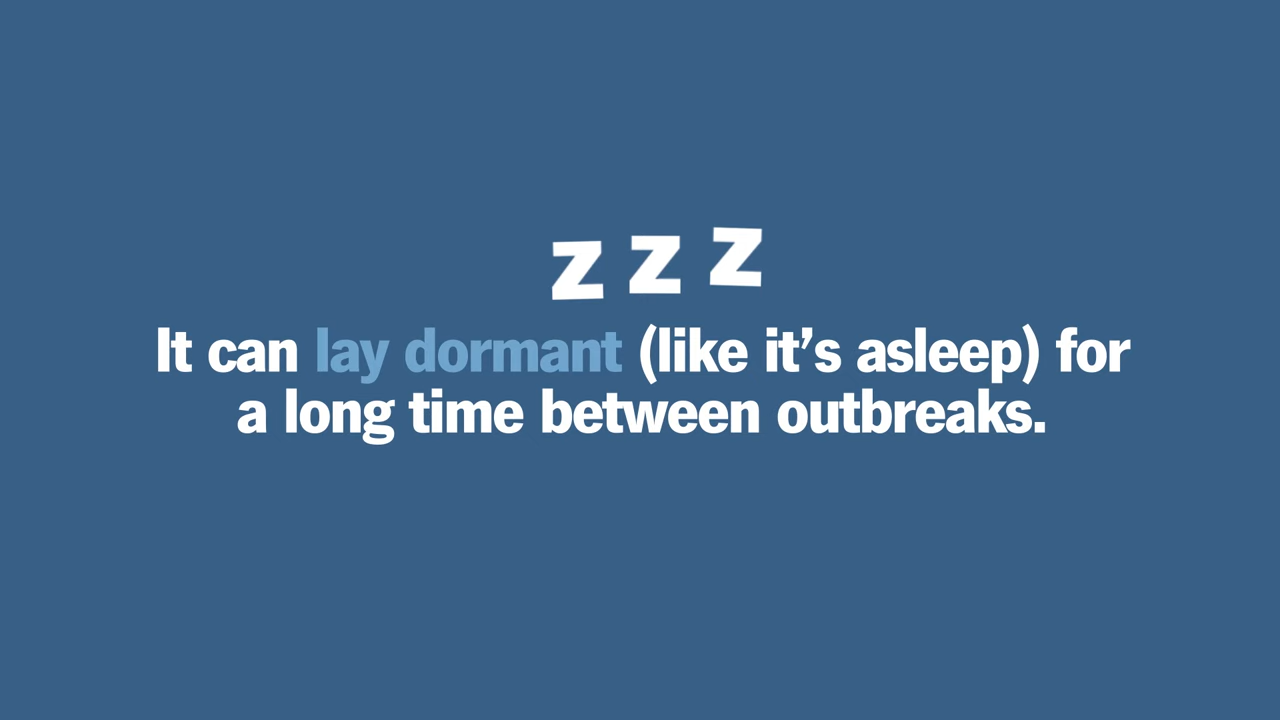 z z z
It can lay dormant (like it’s asleep) for
a long time between outbreaks.